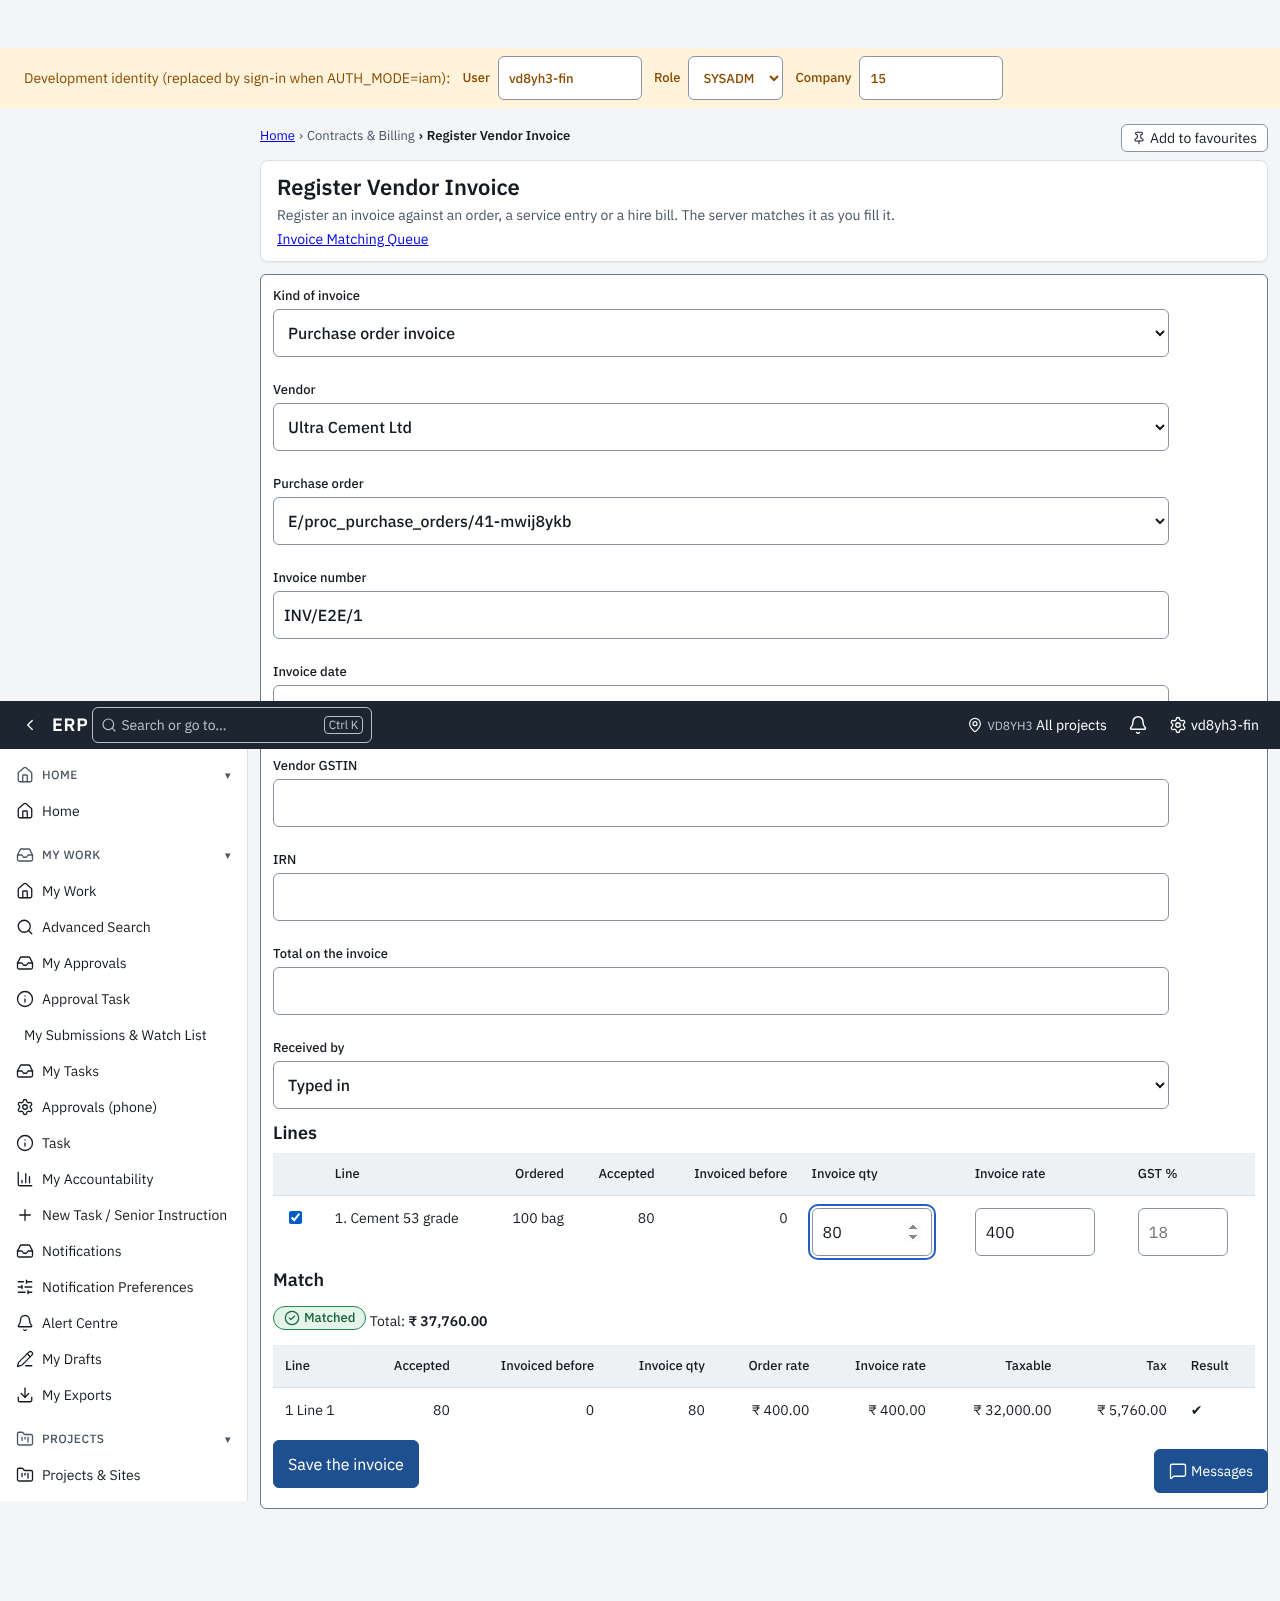 Development identity (replaced by sign-in when AUTH_MODE=iam): User vd8yh3-fin Role SYSADM Company 15
Home › Contracts & Billing › Register Vendor Invoice
Add to favourites
Register Vendor Invoice
Register an invoice against an order, a service entry or a hire bill. The server matches it as you fill it.
Invoice Matching Queue
Kind of invoice
Purchase order invoice
Vendor
Ultra Cement Ltd
Purchase order
E/proc_purchase_orders/41-mwij8ykb
Invoice number
INV/E2E/1
Invoice date
ERP Search or go to... Ctrl K VD8YH3 All projects vd8yh3-fin
HOME
Home
MY WORK
My Work
Advanced Search
My Approvals
Approval Task
My Submissions & Watch List
My Tasks
Approvals (phone)
Task
My Accountability
New Task / Senior Instruction
Notifications
Notification Preferences
Alert Centre
My Drafts
My Exports
PROJECTS
Projects & Sites
Vendor GSTIN
IRN
Total on the invoice
Received by
Typed in
Lines
Line Ordered Accepted Invoiced before Invoice qty Invoice rate GST %
1. Cement 53 grade 100 bag 80 0 80 400 18
Match
Matched Total: ₹ 37,760.00
Line Accepted Invoiced before Invoice qty Order rate Invoice rate Taxable Tax Result
1 Line 1 80 0 80 ₹ 400.00 ₹ 400.00 ₹ 32,000.00 ₹ 5,760.00 ✔
Save the invoice
Messages